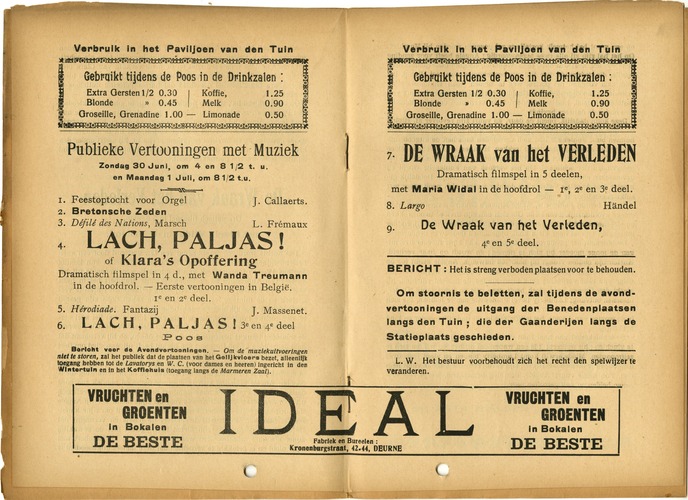 Verbruik in het Paviljoen van den Tuin
Gebruikt tijdens de Poos in de Drinkzalen :
Extra Gersten 1/2 0.30 | Koffie, 1.25
Blonde » 0.45 | Melk 0.90
Groseille, Grenadine 1.00 — Limonade 0.50
Publieke Vertooningen met Muziek
Zondag 30 Juni, om 4 en 8 1/2 t. u.
en Maandag 1 Juli, om 8 1/2 t.u.
1. Feestoptocht voor Orgel J. Callaerts.
2. Bretonsche Zeden
3. Défilé des Nations, Marsch L. Frémaux
4. LACH, PALJAS!
of Klara's Opoffering
Dramatisch filmspel in 4 d., met Wanda Treumann
in de hoofdrol. — Eerste vertooningen in België.
1e en 2e deel.
5. Hérodiade. Fantazij J. Massenet.
6. LACH, PALJAS! 3e en 4e deel
Poos
Bericht voor de Avondvertooningen. — Om de muziekuitvoeringen
niet te storen, zal het publiek dat de plaatsen van het Gelijkvloers bezet, alleenlijk
toegang hebben tot de Lavatorys en W. C. (voor dames en heeren) ingericht in den
Wintertuin en in het Koffiehuis (toegang langs de Marmeren Zaal).
Verbruik in het Paviljoen van den Tuin
Gebruikt tijdens de Poos in de Drinkzalen :
Extra Gersten 1/2 0.30 | Koffie, 1.25
Blonde » 0.45 | Melk 0.90
Groseille, Grenadine 1.00 — Limonade 0.50
7. DE WRAAK van het VERLEDEN
Dramatisch filmspel in 5 deelen,
met Maria Widal in de hoofdrol — 1e, 2e en 3e deel.
8. Largo Händel
9. De Wraak van het Verleden,
4e en 5e deel.
BERICHT : Het is streng verboden plaatsen voor te behouden.
Om stoornis te beletten, zal tijdens de avond-
vertooningen de uitgang der Benedenplaatsen
langs den Tuin ; die der Gaanderijen langs de
Statieplaats geschieden.
L. W. Het bestuur voorbehoudt zich het recht den spelwijzer te
veranderen.
VRUCHTEN en
GROENTEN
in Bokalen
DE BESTE
IDEAL
Fabriek en Bureelen :
Kronenburgstraat, 42-44, DEURNE
VRUCHTEN en
GROENTEN
in Bokalen
DE BESTE